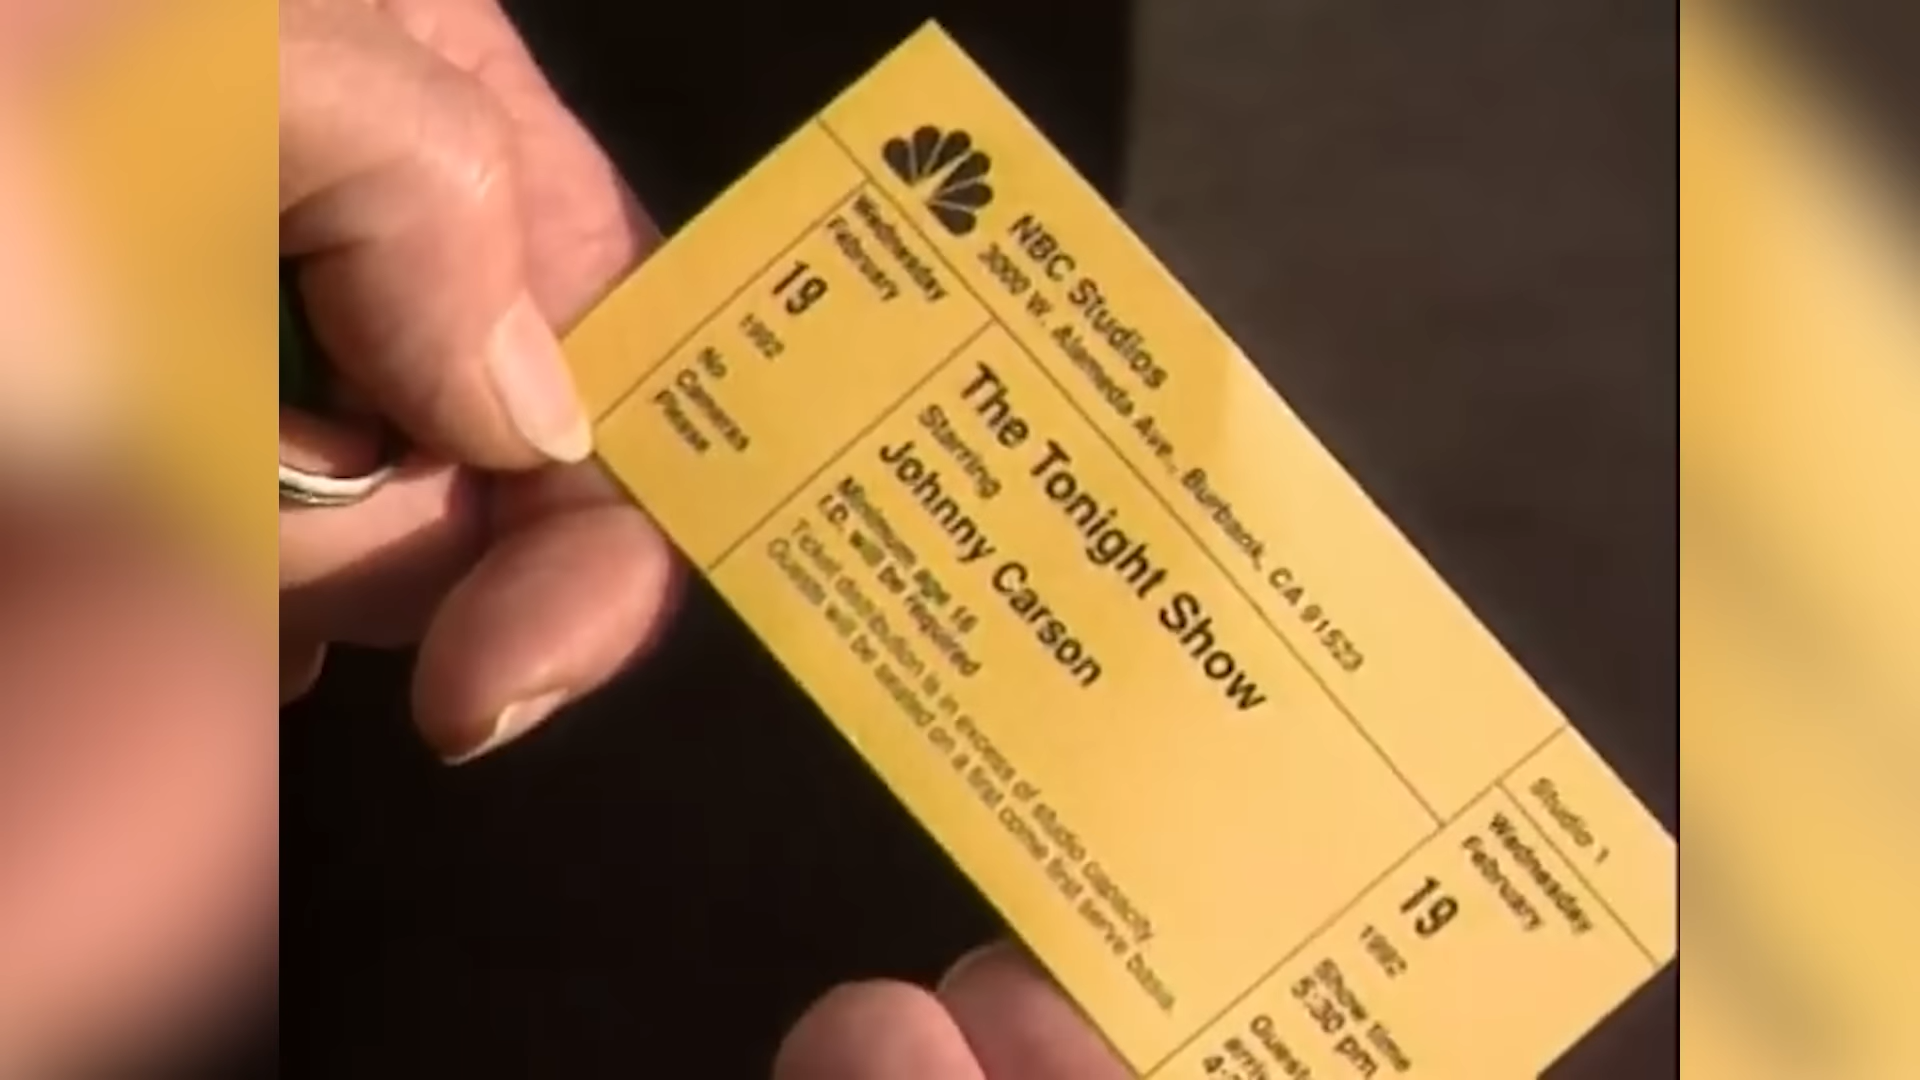 NBC Studios
3000 W. Alameda Ave., Burbank, CA 91523
Wednesday
February
19
1992
No
Cameras
Please
The Tonight Show
Starring
Johnny Carson
Minimum age 16
I.D. will be required
Ticket distribution is in excess of studio capacity.
Guests will be seated on a first come first serve basis.
Studio 1
Wednesday
February
19
1992
Show time
5:30 pm